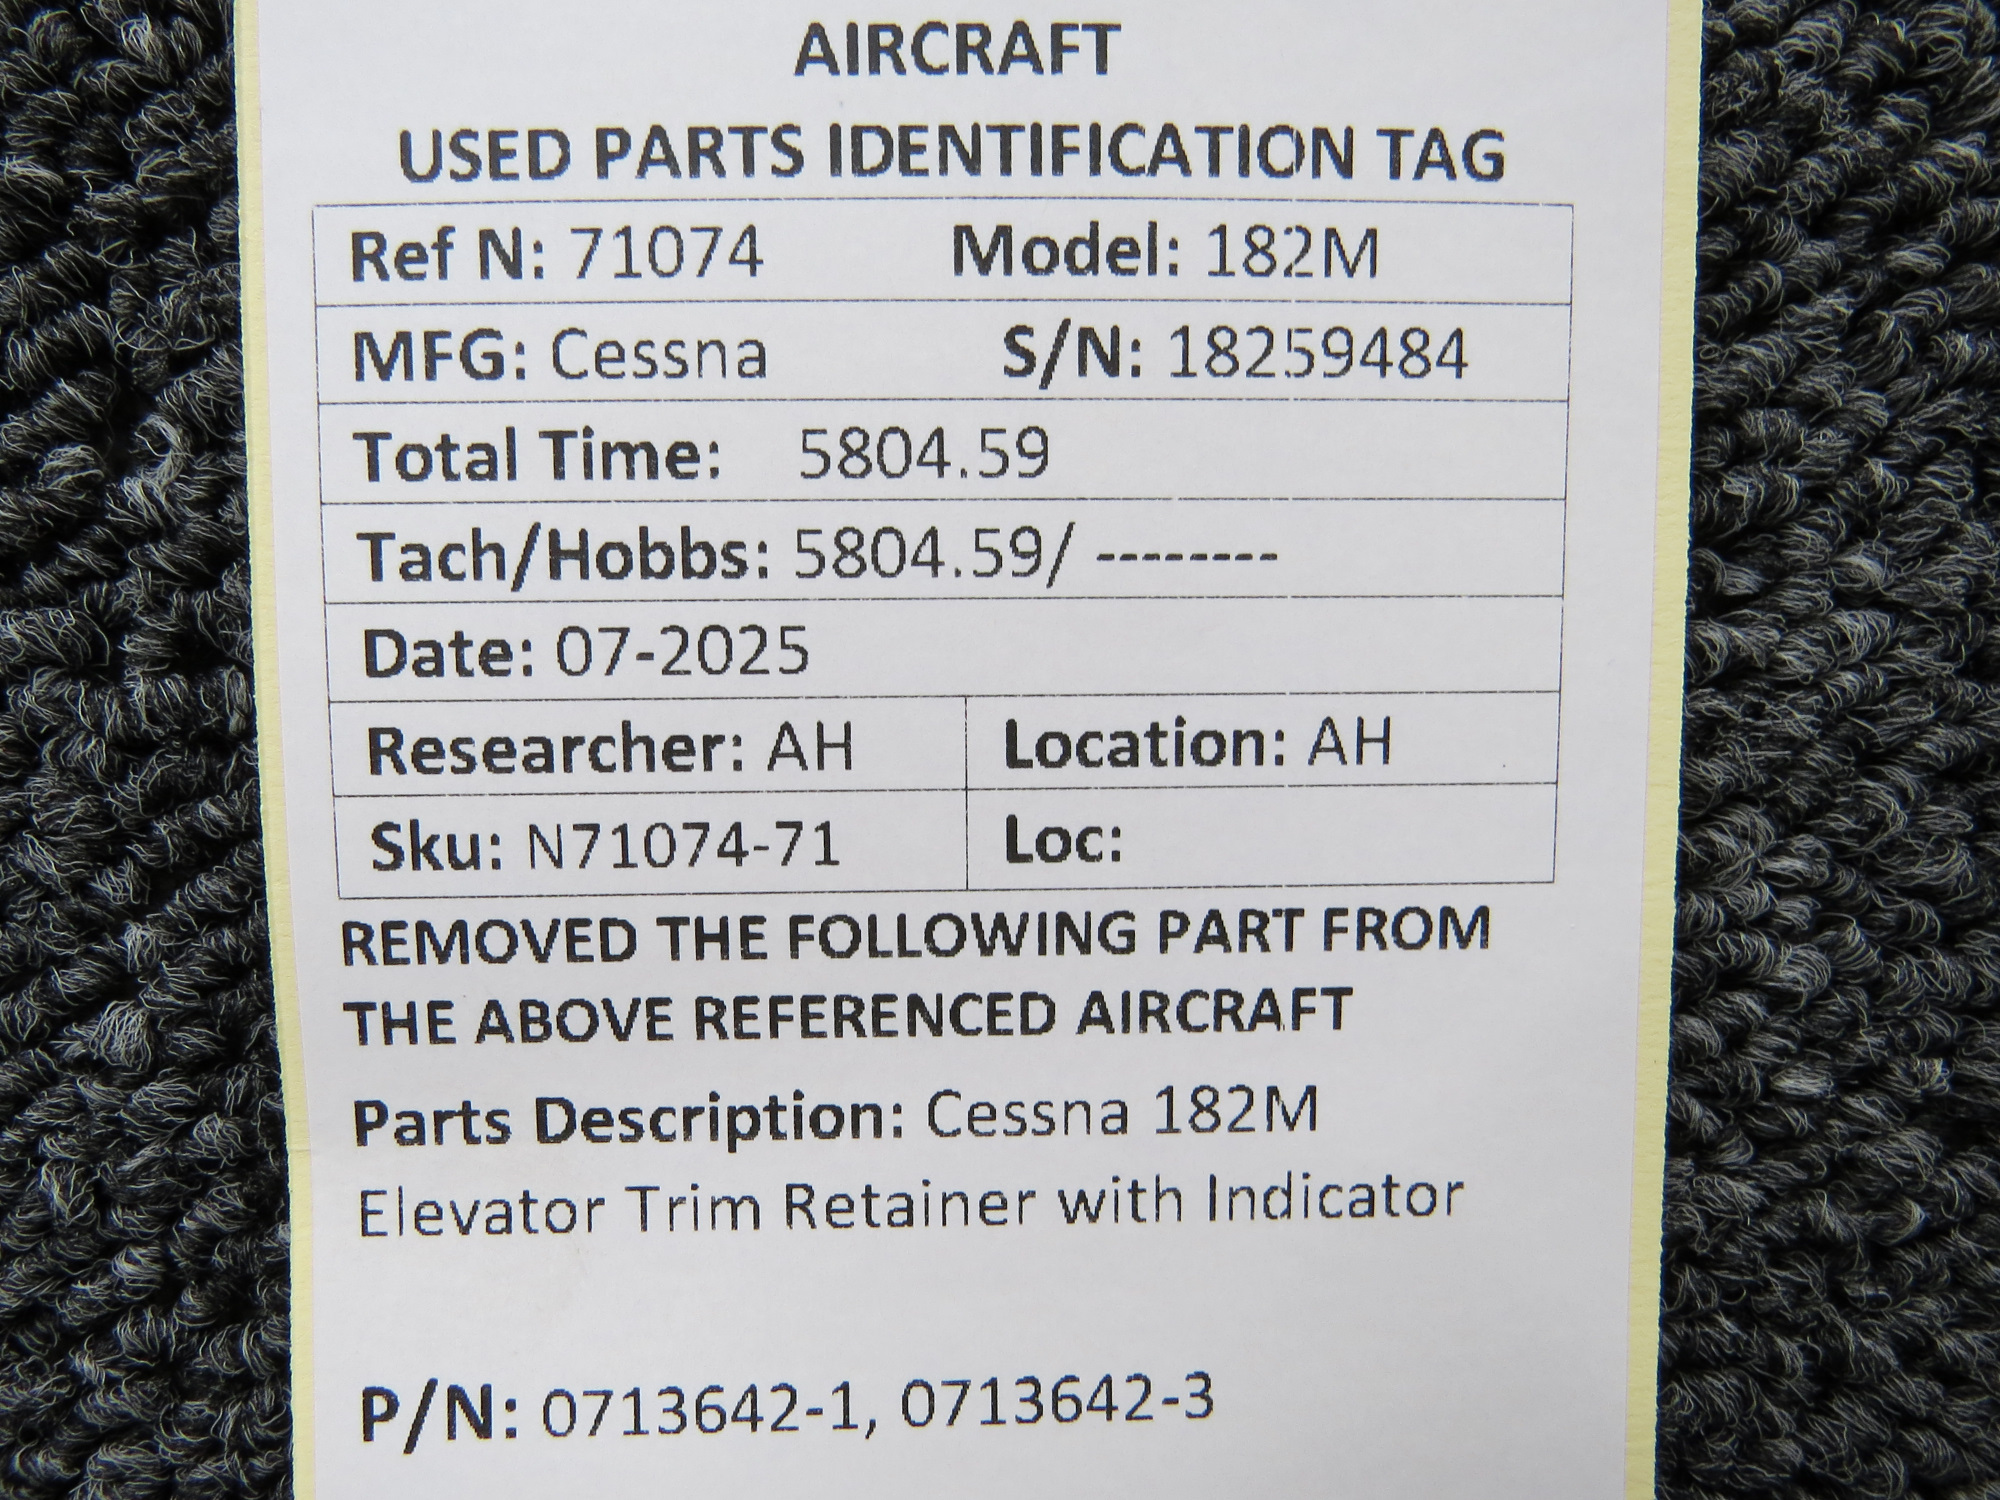 AIRCRAFT
USED PARTS IDENTIFICATION TAG
Ref N: 71074 Model: 182M
MFG: Cessna S/N: 18259484
Total Time: 5804.59
Tach/Hobbs: 5804.59/ --------
Date: 07-2025
Researcher: AH Location: AH
Sku: N71074-71 Loc:
REMOVED THE FOLLOWING PART FROM
THE ABOVE REFERENCED AIRCRAFT
Parts Description: Cessna 182M
Elevator Trim Retainer with Indicator
P/N: 0713642-1, 0713642-3